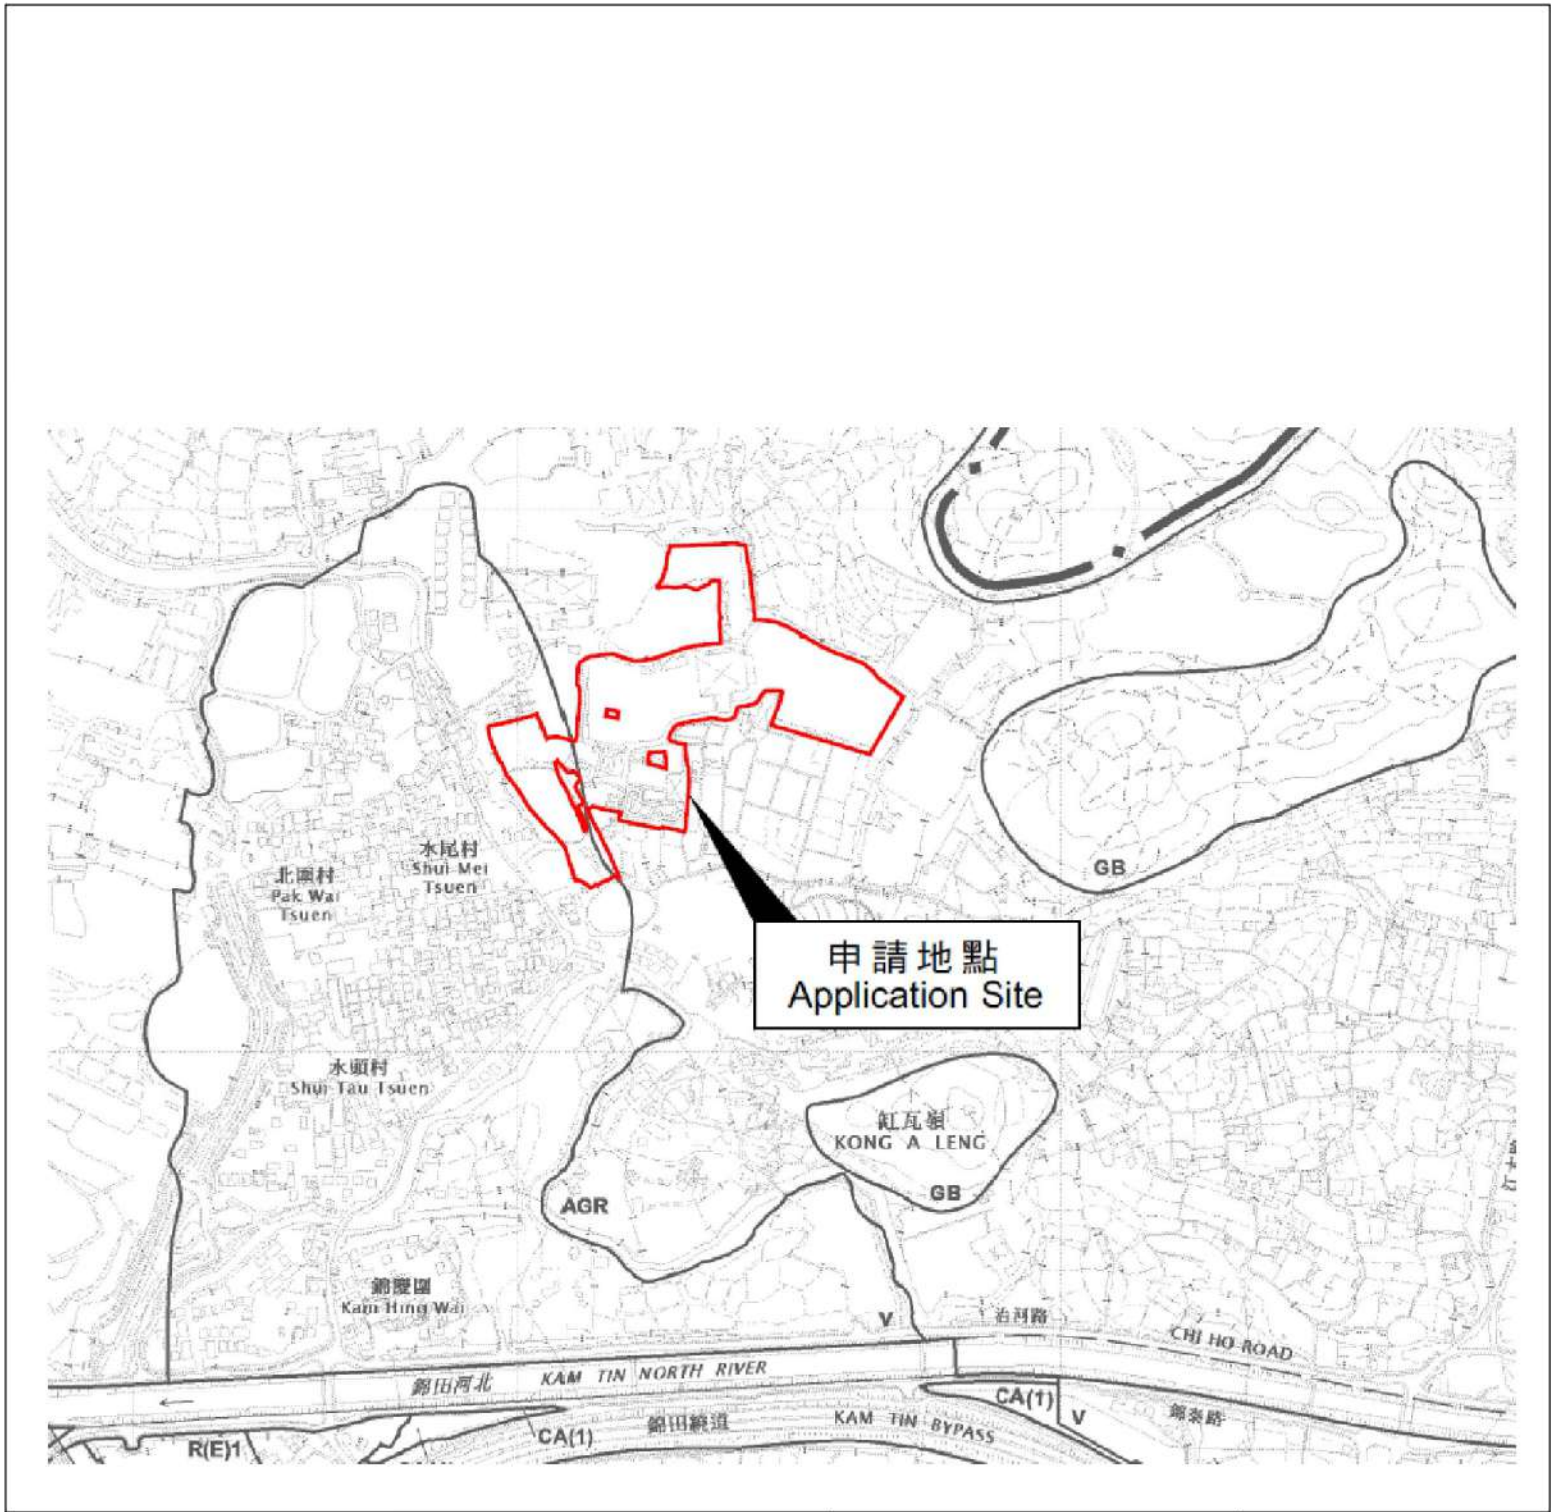 水尾村
Shui Mei
Tsuen
北圍村
Pak Wai
Tsuen
GB
申請地點
Application Site
水頭村
Shui Tau Tsuen
缸瓦嶺
KONG A LENG
GB
AGR
錦慶圍
Kam Hing Wai
V
治河路
CHI HO ROAD
錦田河北
KAM TIN NORTH RIVER
CA(1)
V
錦泰路
錦田繞道
KAM TIN BYPASS
CA(1)
R(E)1